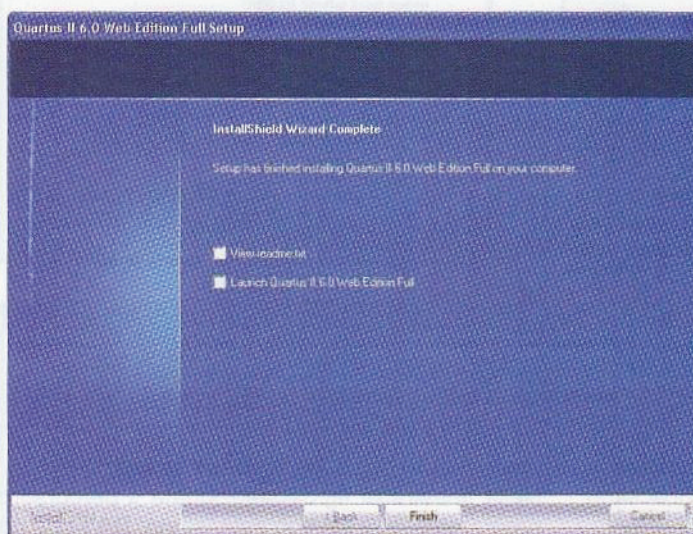 Quartus II 6.0 Web Edition Full Setup
InstallShield Wizard Complete
Setup has finished installing Quartus II 6.0 Web Edition Full on your computer.
View readme.txt
Launch Quartus II 6.0 Web Edition Full
InstallShield
< Back
Finish
Cancel